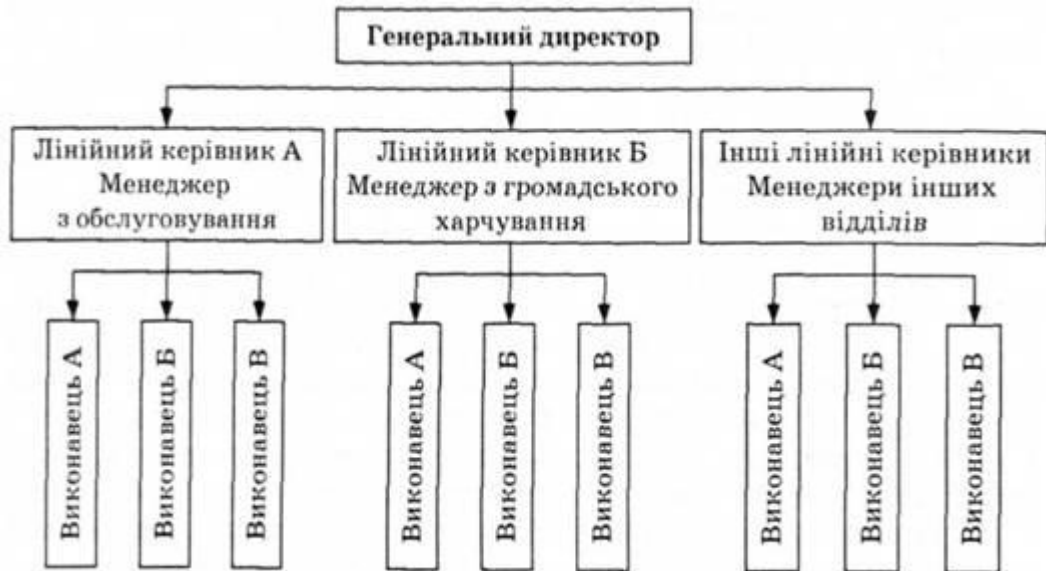 Генеральний директор
Лінійний керівник А
Менеджер
з обслуговування
Лінійний керівник Б
Менеджер з громадського
харчування
Інші лінійні керівники
Менеджери інших
відділів
Виконавець А
Виконавець Б
Виконавець В
Виконавець А
Виконавець Б
Виконавець В
Виконавець А
Виконавець Б
Виконавець В